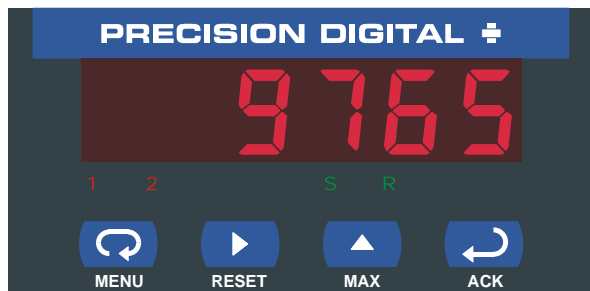 PRECISION DIGITAL
9765
1 2 S R
MENU RESET MAX ACK